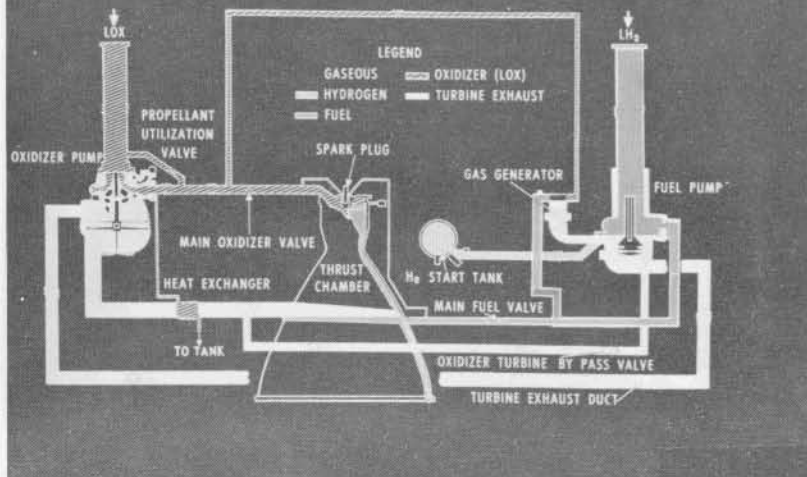 LOX
LH₂
LEGEND
GASEOUS
HYDROGEN
FUEL
OXIDIZER (LOX)
TURBINE EXHAUST
PROPELLANT
UTILIZATION
VALVE
OXIDIZER PUMP
SPARK PLUG
GAS GENERATOR
FUEL PUMP
MAIN OXIDIZER VALVE
THRUST
CHAMBER
HEAT EXCHANGER
H₂ START TANK
MAIN FUEL VALVE
TO TANK
OXIDIZER TURBINE BY PASS VALVE
TURBINE EXHAUST DUCT